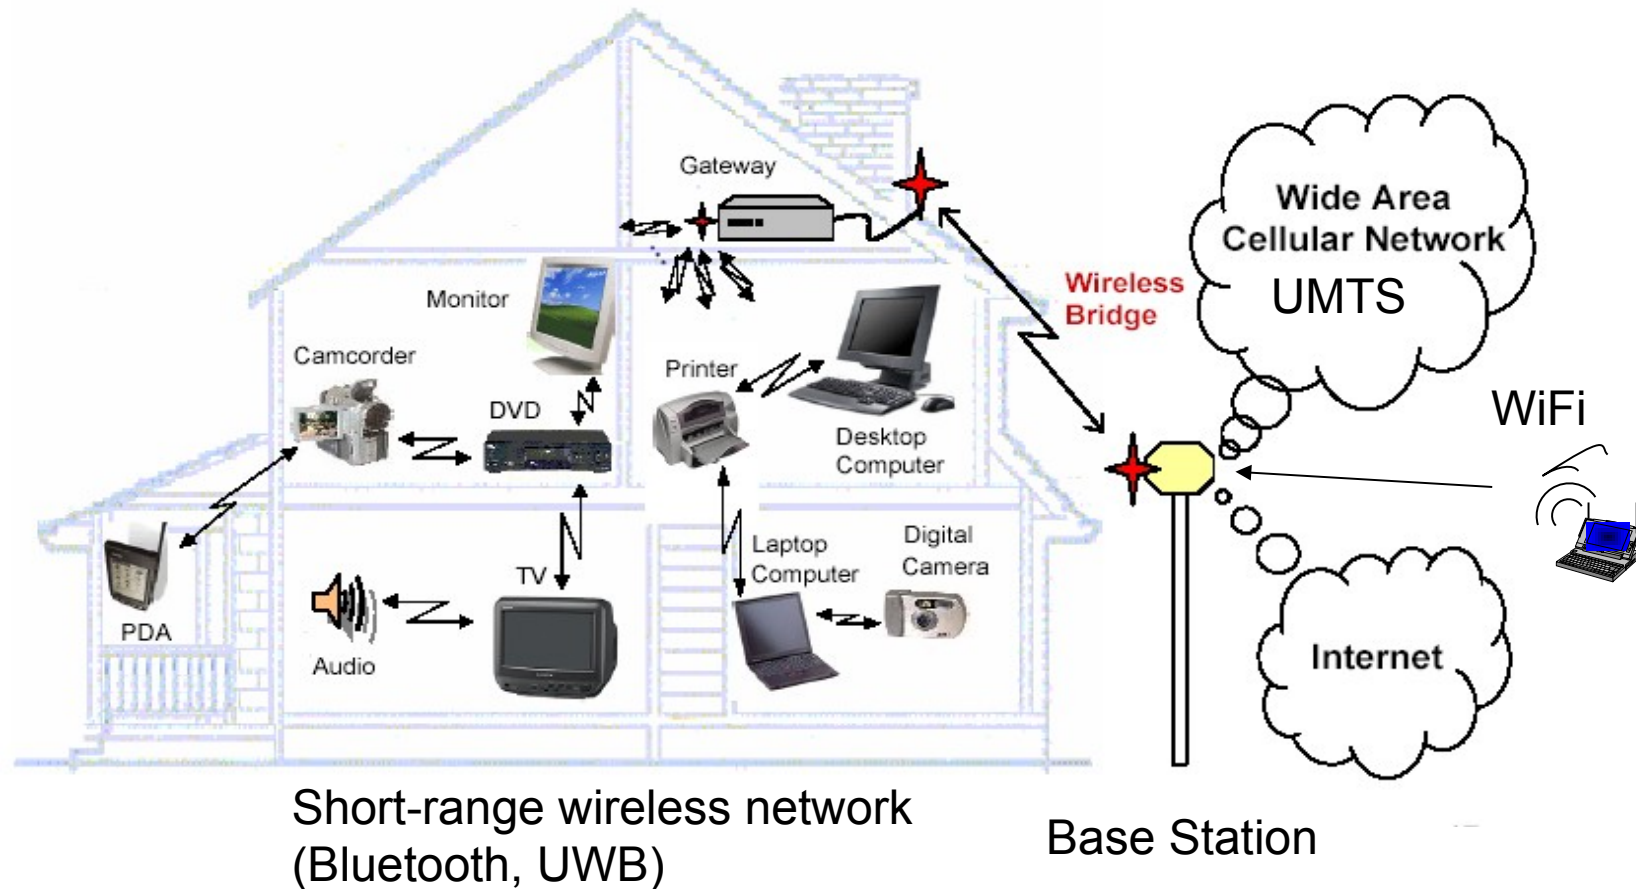 Gateway
Wide Area
Cellular Network
UMTS
Wireless
Bridge
Monitor
Camcorder
Printer
DVD
WiFi
Desktop
Computer
Laptop
Computer
Digital
Camera
TV
PDA
Audio
Internet
Short-range wireless network
(Bluetooth, UWB)
Base Station